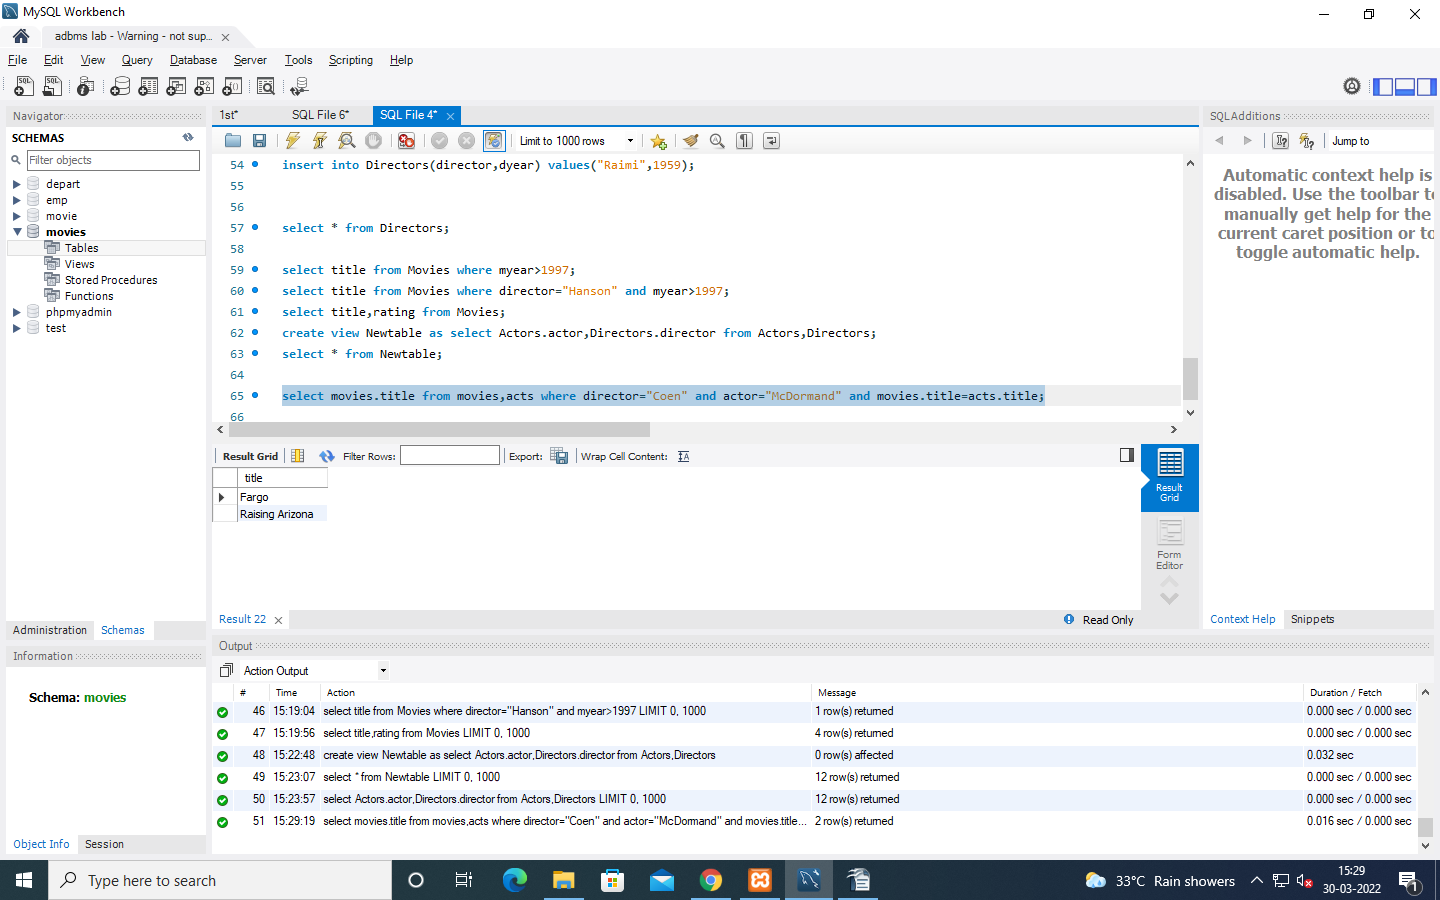 MySQL Workbench
adbms lab - Warning - not sup...
File Edit View Query Database Server Tools Scripting Help
Navigator
SCHEMAS
Filter objects
depart
emp
movie
movies
Tables
Views
Stored Procedures
Functions
phpmyadmin
test
Administration Schemas
Information
Schema: movies
Object Info Session
1st* SQL File 6* SQL File 4*
Limit to 1000 rows
54 insert into Directors(director,dyear) values("Raimi",1959);
55
56
57 select * from Directors;
58
59 select title from Movies where myear>1997;
60 select title from Movies where director="Hanson" and myear>1997;
61 select title,rating from Movies;
62 create view Newtable as select Actors.actor,Directors.director from Actors,Directors;
63 select * from Newtable;
64
65 select movies.title from movies,acts where director="Coen" and actor="McDormand" and movies.title=acts.title;
66
Result Grid Filter Rows: Export: Wrap Cell Content:
title
Fargo
Raising Arizona
Result Grid
Form Editor
Result 22 Read Only
SQLAdditions
Jump to
Automatic context help is
disabled. Use the toolbar to
manually get help for the
current caret position or to
toggle automatic help.
Context Help Snippets
Output
Action Output
# Time Action Message Duration / Fetch
46 15:19:04 select title from Movies where director="Hanson" and myear>1997 LIMIT 0, 1000 1 row(s) returned 0.000 sec / 0.000 sec
47 15:19:56 select title,rating from Movies LIMIT 0, 1000 4 row(s) returned 0.000 sec / 0.000 sec
48 15:22:48 create view Newtable as select Actors.actor,Directors.director from Actors,Directors 0 row(s) affected 0.032 sec
49 15:23:07 select * from Newtable LIMIT 0, 1000 12 row(s) returned 0.000 sec / 0.000 sec
50 15:23:57 select Actors.actor,Directors.director from Actors,Directors LIMIT 0, 1000 12 row(s) returned 0.000 sec / 0.000 sec
51 15:29:19 select movies.title from movies,acts where director="Coen" and actor="McDormand" and movies.title... 2 row(s) returned 0.016 sec / 0.000 sec
Type here to search
33°C Rain showers
15:29
30-03-2022
1